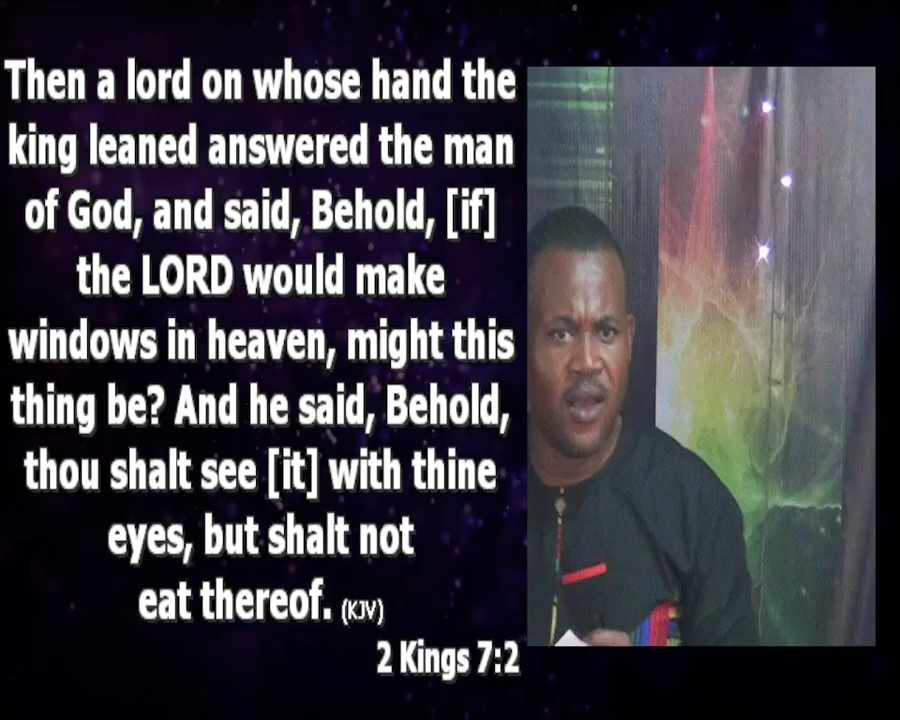 Then a lord on whose hand the
king leaned answered the man
of God, and said, Behold, [if]
the LORD would make
windows in heaven, might this
thing be? And he said, Behold,
thou shalt see [it] with thine
eyes, but shalt not
eat thereof. (KJV)
2 Kings 7:2